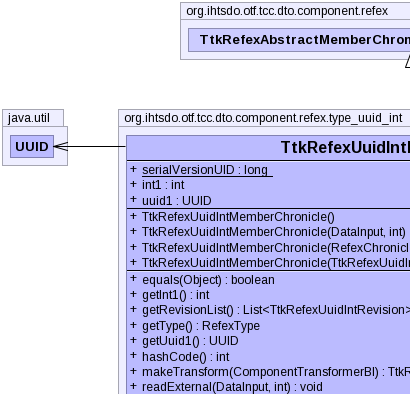 org.ihtsdo.otf.tcc.dto.component.refex
TtkRefexAbstractMemberChron
java.util
UUID
org.ihtsdo.otf.tcc.dto.component.refex.type_uuid_int
TtkRefexUuidInt
+ serialVersionUID : long
+ int1 : int
+ uuid1 : UUID
+ TtkRefexUuidIntMemberChronicle()
+ TtkRefexUuidIntMemberChronicle(DataInput, int)
+ TtkRefexUuidIntMemberChronicle(RefexChronicl
+ TtkRefexUuidIntMemberChronicle(TtkRefexUuidI
+ equals(Object) : boolean
+ getInt1() : int
+ getRevisionList() : List<TtkRefexUuidIntRevision>
+ getType() : RefexType
+ getUuid1() : UUID
+ hashCode() : int
+ makeTransform(ComponentTransformerBI) : TtkR
+ readExternal(DataInput, int) : void